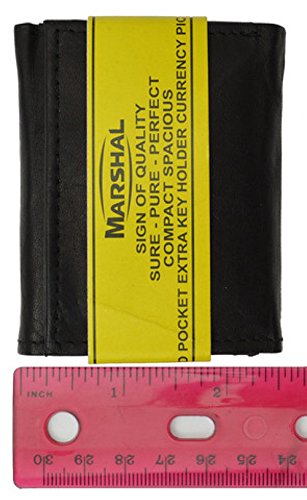 MARSHAL
SIGN OF QUALITY
SURE - PURE - PERFECT
COMPACT SPACIOUS
POCKET EXTRA KEY HOLDER CURRENCY
INCH 1 2
30 29 28 27 26 25 24 23